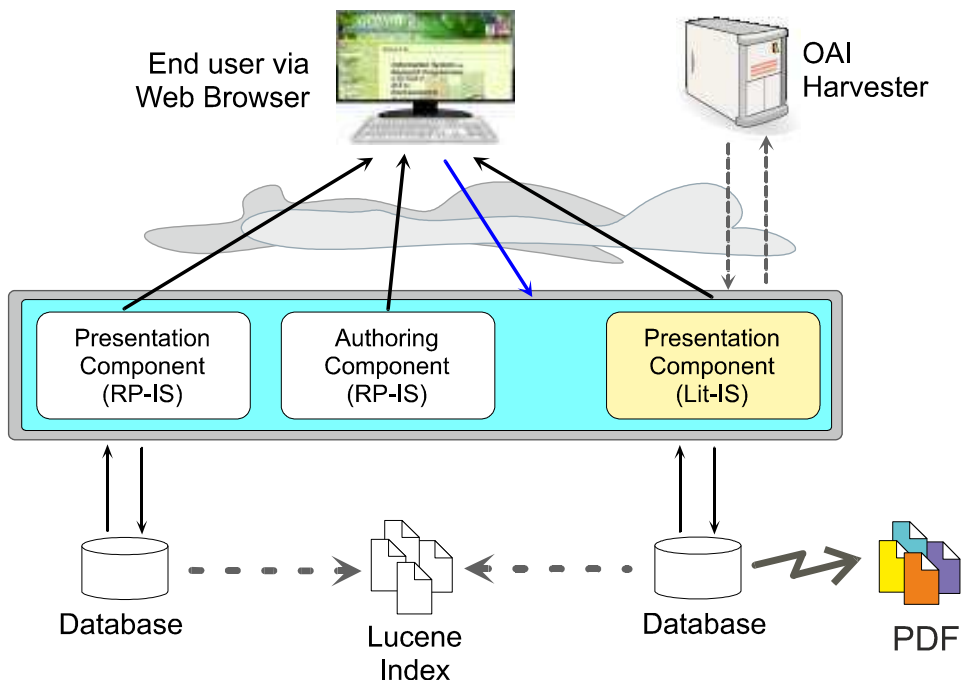 End user via
Web Browser
OAI
Harvester
Presentation
Component
(RP-IS)
Authoring
Component
(RP-IS)
Presentation
Component
(Lit-IS)
Database
Lucene
Index
Database
PDF